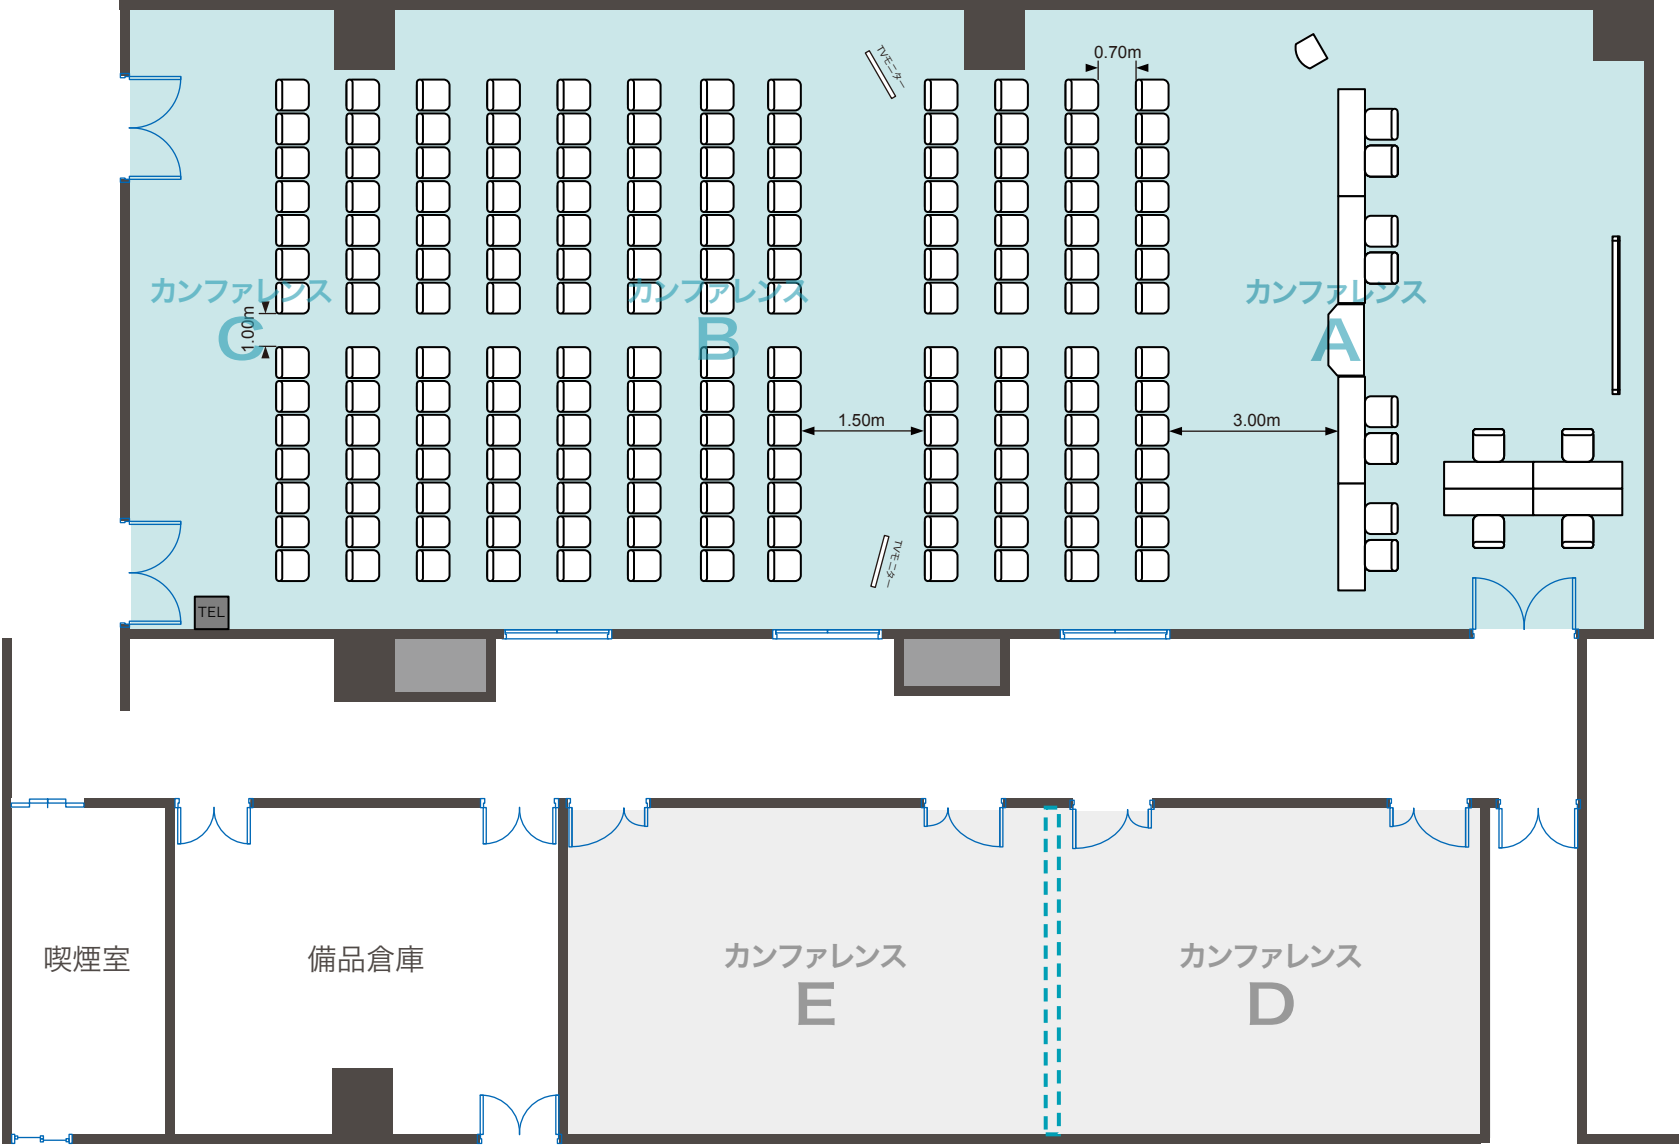 0.70m
TVモニター
カンファレンス
C
カンファレンス
B
カンファレンス
A
1.00m
1.50m
3.00m
TVモニター
TEL
喫煙室
備品倉庫
カンファレンス
E
カンファレンス
D